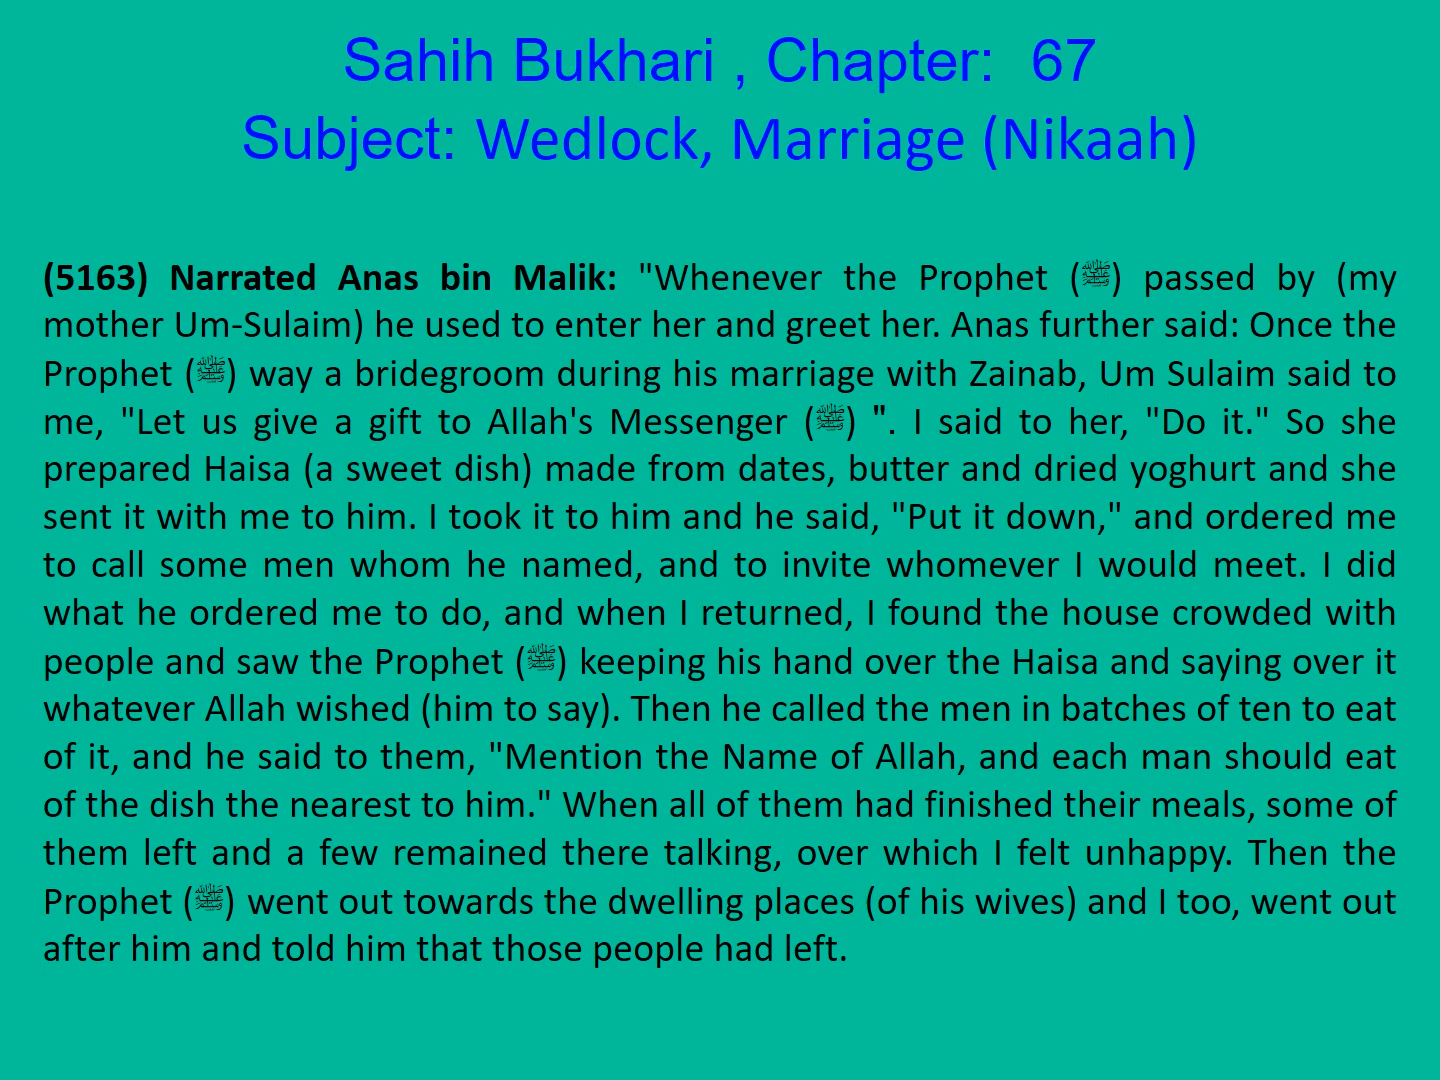 Sahih Bukhari , Chapter:  67
Subject: Wedlock, Marriage (Nikaah)
(5163) Narrated Anas bin Malik: "Whenever the Prophet (ﷺ) passed by (my
mother Um-Sulaim) he used to enter her and greet her. Anas further said: Once the
Prophet (ﷺ) way a bridegroom during his marriage with Zainab, Um Sulaim said to
me, "Let us give a gift to Allah's Messenger (ﷺ) ". I said to her, "Do it." So she
prepared Haisa (a sweet dish) made from dates, butter and dried yoghurt and she
sent it with me to him. I took it to him and he said, "Put it down," and ordered me
to call some men whom he named, and to invite whomever I would meet. I did
what he ordered me to do, and when I returned, I found the house crowded with
people and saw the Prophet (ﷺ) keeping his hand over the Haisa and saying over it
whatever Allah wished (him to say). Then he called the men in batches of ten to eat
of it, and he said to them, "Mention the Name of Allah, and each man should eat
of the dish the nearest to him." When all of them had finished their meals, some of
them left and a few remained there talking, over which I felt unhappy. Then the
Prophet (ﷺ) went out towards the dwelling places (of his wives) and I too, went out
after him and told him that those people had left.